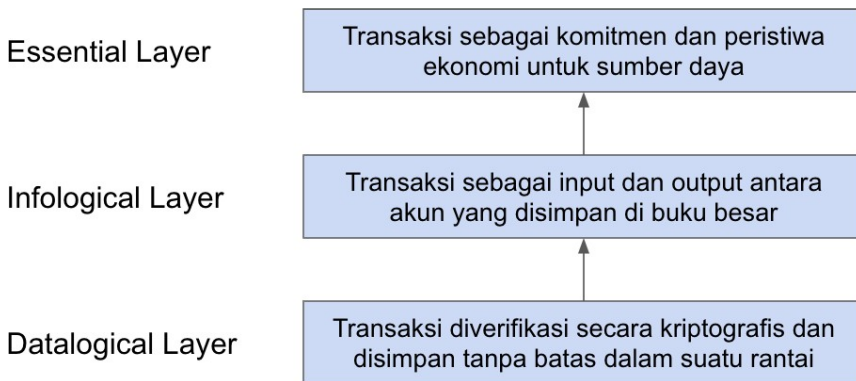 Essential Layer
Transaksi sebagai komitmen dan peristiwa
ekonomi untuk sumber daya
Infological Layer
Transaksi sebagai input dan output antara
akun yang disimpan di buku besar
Datalogical Layer
Transaksi diverifikasi secara kriptografis dan
disimpan tanpa batas dalam suatu rantai